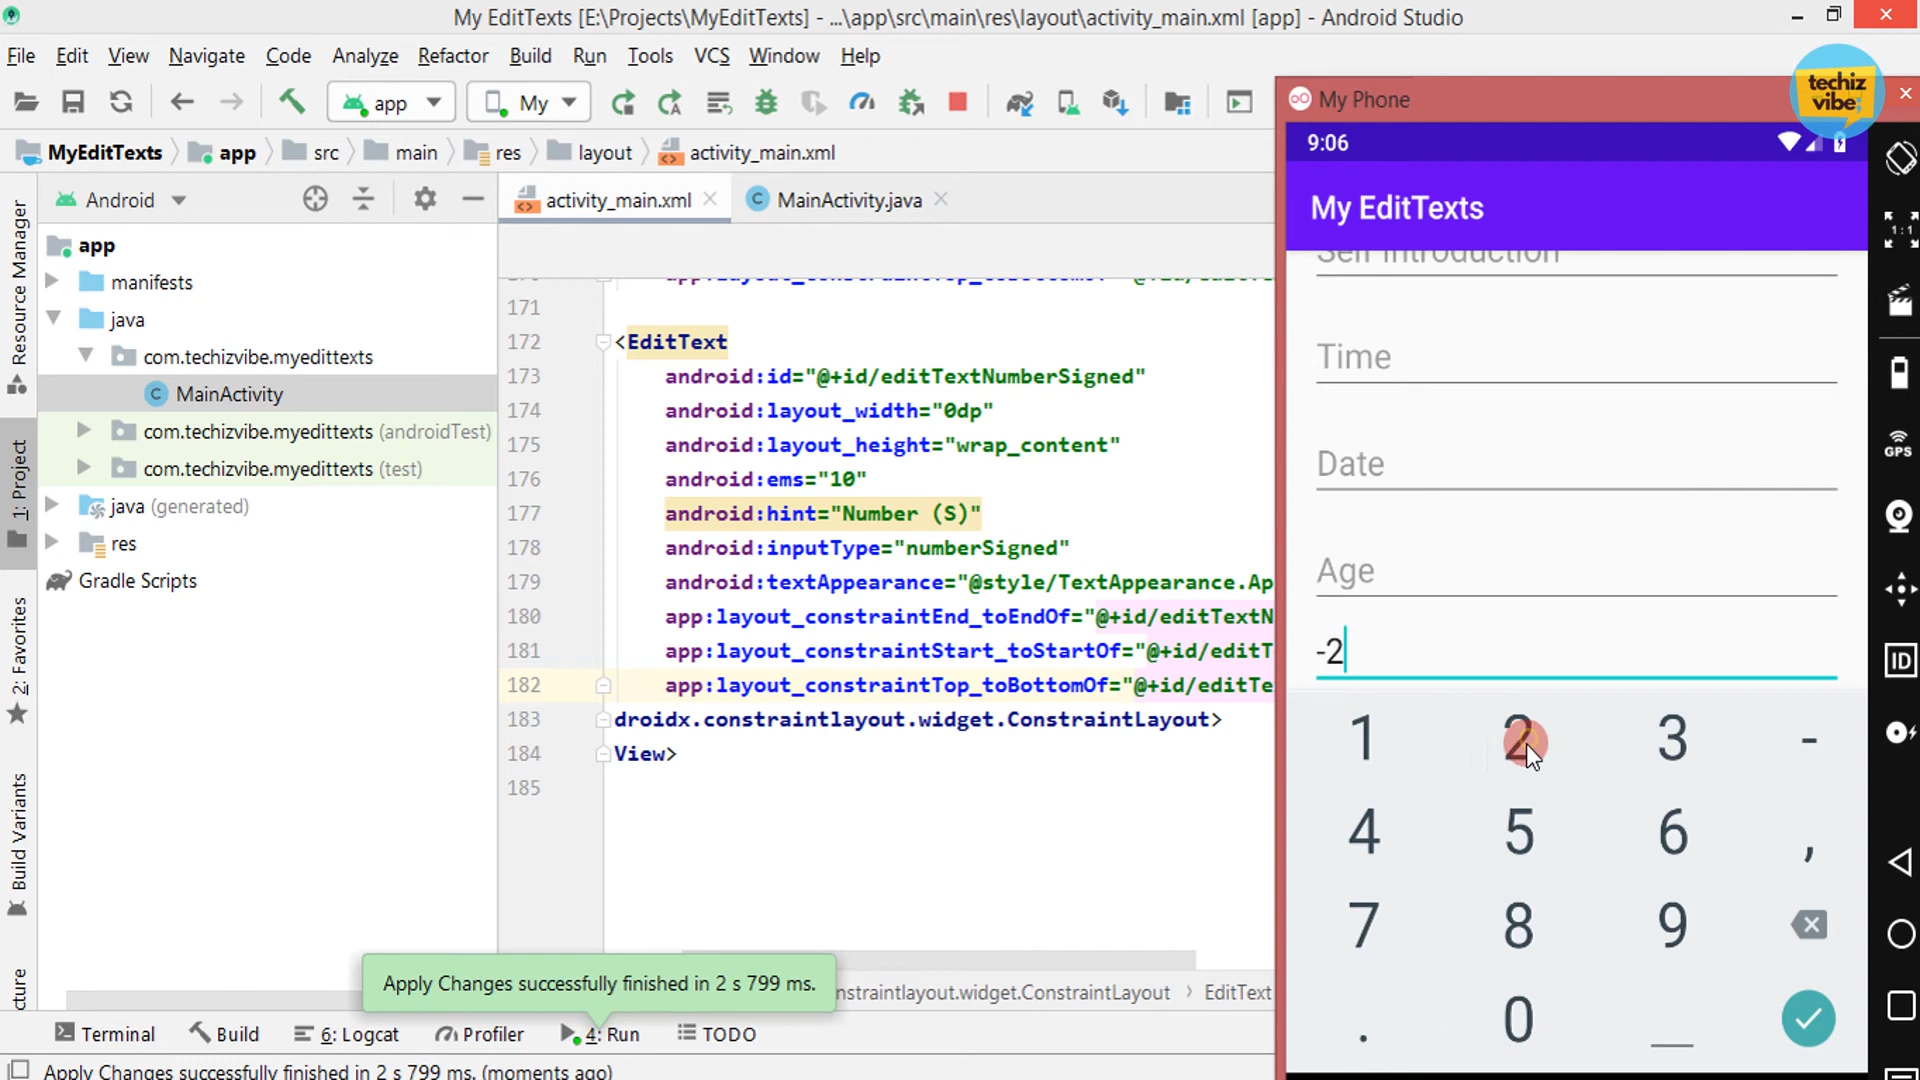 My EditTexts [E:\Projects\MyEditTexts] - ...\app\src\main\res\layout\activity_main.xml [app] - Android Studio
File Edit View Navigate Code Analyze Refactor Build Run Tools VCS Window Help
app My
MyEditTexts app src main res layout activity_main.xml
Android
activity_main.xml MainActivity.java
Resource Manager
1: Project
2: Favorites
Build Variants
app
manifests
java
com.techizvibe.myedittexts
MainActivity
com.techizvibe.myedittexts (androidTest)
com.techizvibe.myedittexts (test)
java (generated)
res
Gradle Scripts
171
172 <EditText
173 android:id="@+id/editTextNumberSigned"
174 android:layout_width="0dp"
175 android:layout_height="wrap_content"
176 android:ems="10"
177 android:hint="Number (S)"
178 android:inputType="numberSigned"
179 android:textAppearance="@style/TextAppearance.Ap
180 app:layout_constraintEnd_toEndOf="@+id/editTextN
181 app:layout_constraintStart_toStartOf="@+id/editT
182 app:layout_constraintTop_toBottomOf="@+id/editTe
183 droidx.constraintlayout.widget.ConstraintLayout>
184 View>
185
nstraintlayout.widget.ConstraintLayout EditText
Apply Changes successfully finished in 2 s 799 ms.
Terminal Build 6: Logcat Profiler 4: Run TODO
Apply Changes successfully finished in 2 s 799 ms. (moments ago)
techiz
vibe
My Phone
9:06
My EditTexts
Self Introduction
Time
Date
Age
-2
1 2 3 -
4 5 6 ,
7 8 9
. 0
1:1
GPS
ID